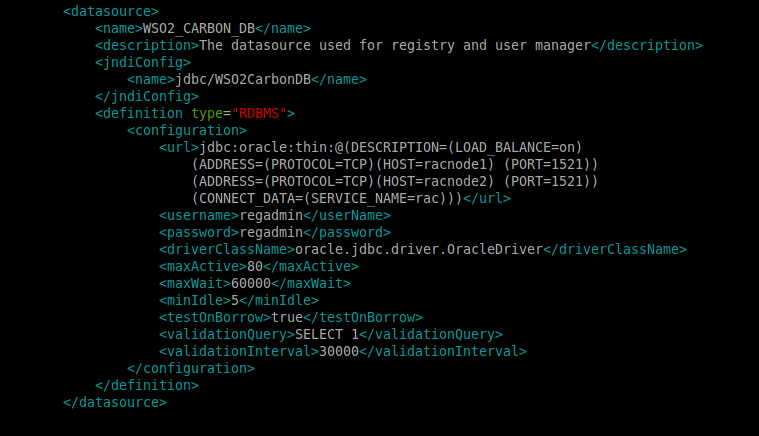 <datasource>
<name>WSO2_CARBON_DB</name>
<description>The datasource used for registry and user manager</description>
<jndiConfig>
<name>jdbc/WSO2CarbonDB</name>
</jndiConfig>
<definition type="RDBMS">
<configuration>
<url>jdbc:oracle:thin:@(DESCRIPTION=(LOAD_BALANCE=on)
(ADDRESS=(PROTOCOL=TCP)(HOST=racnode1) (PORT=1521))
(ADDRESS=(PROTOCOL=TCP)(HOST=racnode2) (PORT=1521))
(CONNECT_DATA=(SERVICE_NAME=rac)))</url>
<username>regadmin</userName>
<password>regadmin</password>
<driverClassName>oracle.jdbc.driver.OracleDriver</driverClassName>
<maxActive>80</maxActive>
<maxWait>60000</maxWait>
<minIdle>5</minIdle>
<testOnBorrow>true</testOnBorrow>
<validationQuery>SELECT 1</validationQuery>
<validationInterval>30000</validationInterval>
</configuration>
</definition>
</datasource>